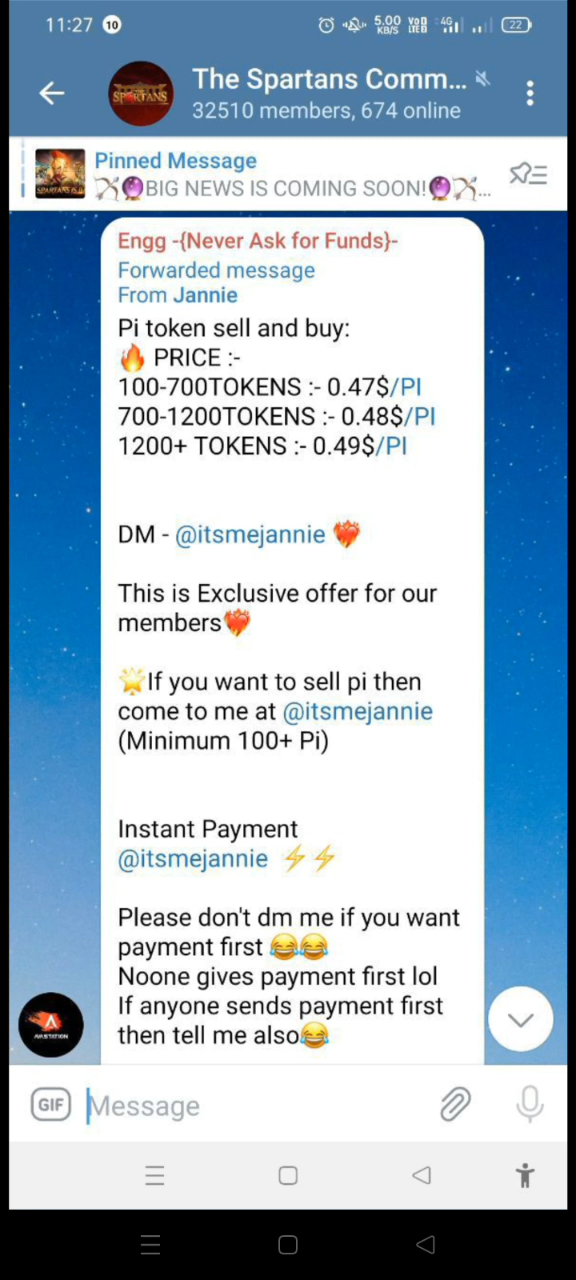 11:27 10 5.00 KB/S VoD LTED 4G 22
The Spartans Comm...
32510 members, 674 online
Pinned Message
🏹🔮BIG NEWS IS COMING SOON!🔮🏹...
SPARTANS
Engg -{Never Ask for Funds}-
Forwarded message
From Jannie
Pi token sell and buy:
🔥 PRICE :-
100-700TOKENS :- 0.47$/PI
700-1200TOKENS :- 0.48$/PI
1200+ TOKENS :- 0.49$/PI
DM - @itsmejannie ❤️‍🔥
This is Exclusive offer for our
members❤️‍🔥
🌟If you want to sell pi then
come to me at @itsmejannie
(Minimum 100+ Pi)
Instant Payment
@itsmejannie ⚡⚡
Please don't dm me if you want
payment first 😂😂
Noone gives payment first lol
If anyone sends payment first
then tell me also😂
GIF Message